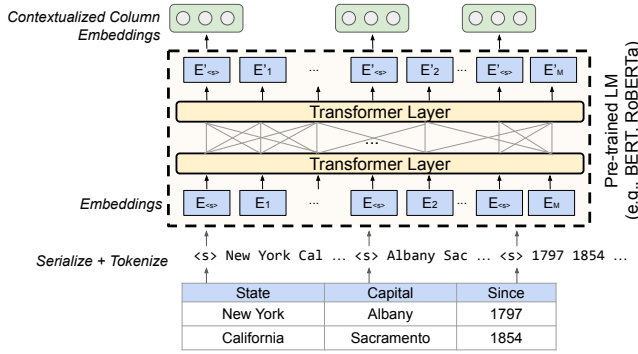 Contextualized Column
Embeddings
E'<s> E'1 ... E'<s> E'2 ... E'<s> E'M
Transformer Layer
...
Transformer Layer
Embeddings
E<s> E1 ... E<s> E2 ... E<s> EM
Pre-trained LM
(e.g., BERT, RoBERTa)
Serialize + Tokenize
<s> New York Cal ... <s> Albany Sac ... <s> 1797 1854 ...
State Capital Since
New York Albany 1797
California Sacramento 1854